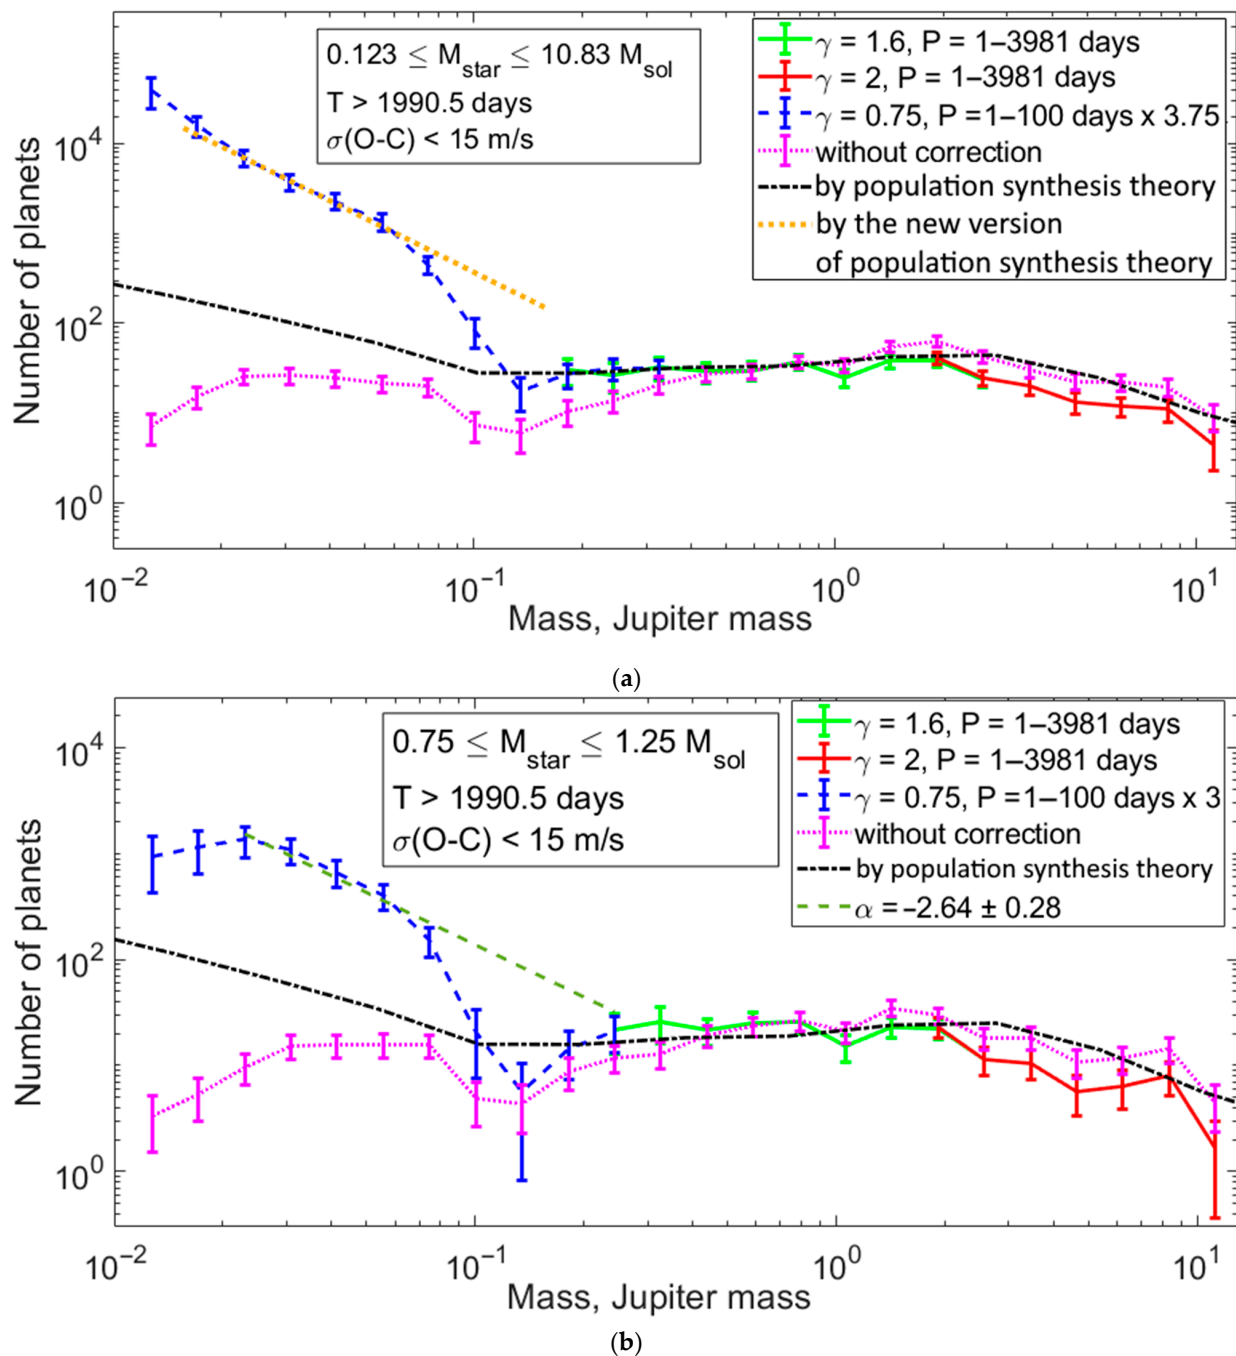 0.123 ≤ M_star ≤ 10.83 M_sol
T > 1990.5 days
σ(O-C) < 15 m/s
γ = 1.6, P = 1–3981 days
γ = 2, P = 1–3981 days
γ = 0.75, P =1–100 days x 3.75
without correction
by population synthesis theory
by the new version
of population synthesis theory
Number of planets
10^4
10^2
10^0
10^−2
10^−1
10^0
10^1
Mass, Jupiter mass
(a)
0.75 ≤ M_star ≤ 1.25 M_sol
T > 1990.5 days
σ(O-C) < 15 m/s
γ = 1.6, P = 1–3981 days
γ = 2, P = 1–3981 days
γ = 0.75, P =1–100 days x 3
without correction
by population synthesis theory
α = –2.64 ± 0.28
Number of planets
10^4
10^2
10^0
10^−2
10^−1
10^0
10^1
Mass, Jupiter mass
(b)